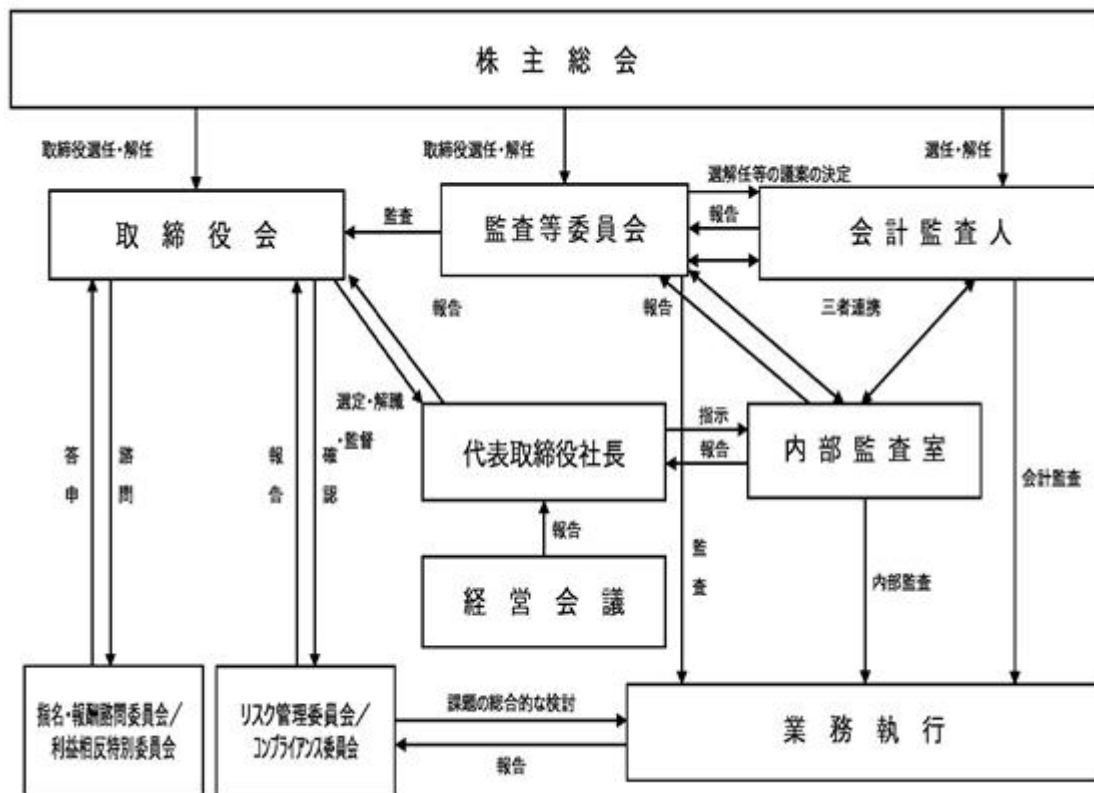 株主総会
取締役選任・解任
取締役選任・解任
選任・解任
選解任等の議案の決定
取締役会
監査
監査等委員会
報告
会計監査人
報告
報告
三者連携
選定・解職
・監督
代表取締役社長
指示
報告
内部監査室
答申
諮問
報告
確認
会計監査
報告
監査
内部監査
経営会議
指名・報酬諮問委員会/
利益相反特別委員会
リスク管理委員会/
コンプライアンス委員会
課題の総合的な検討
報告
業務執行